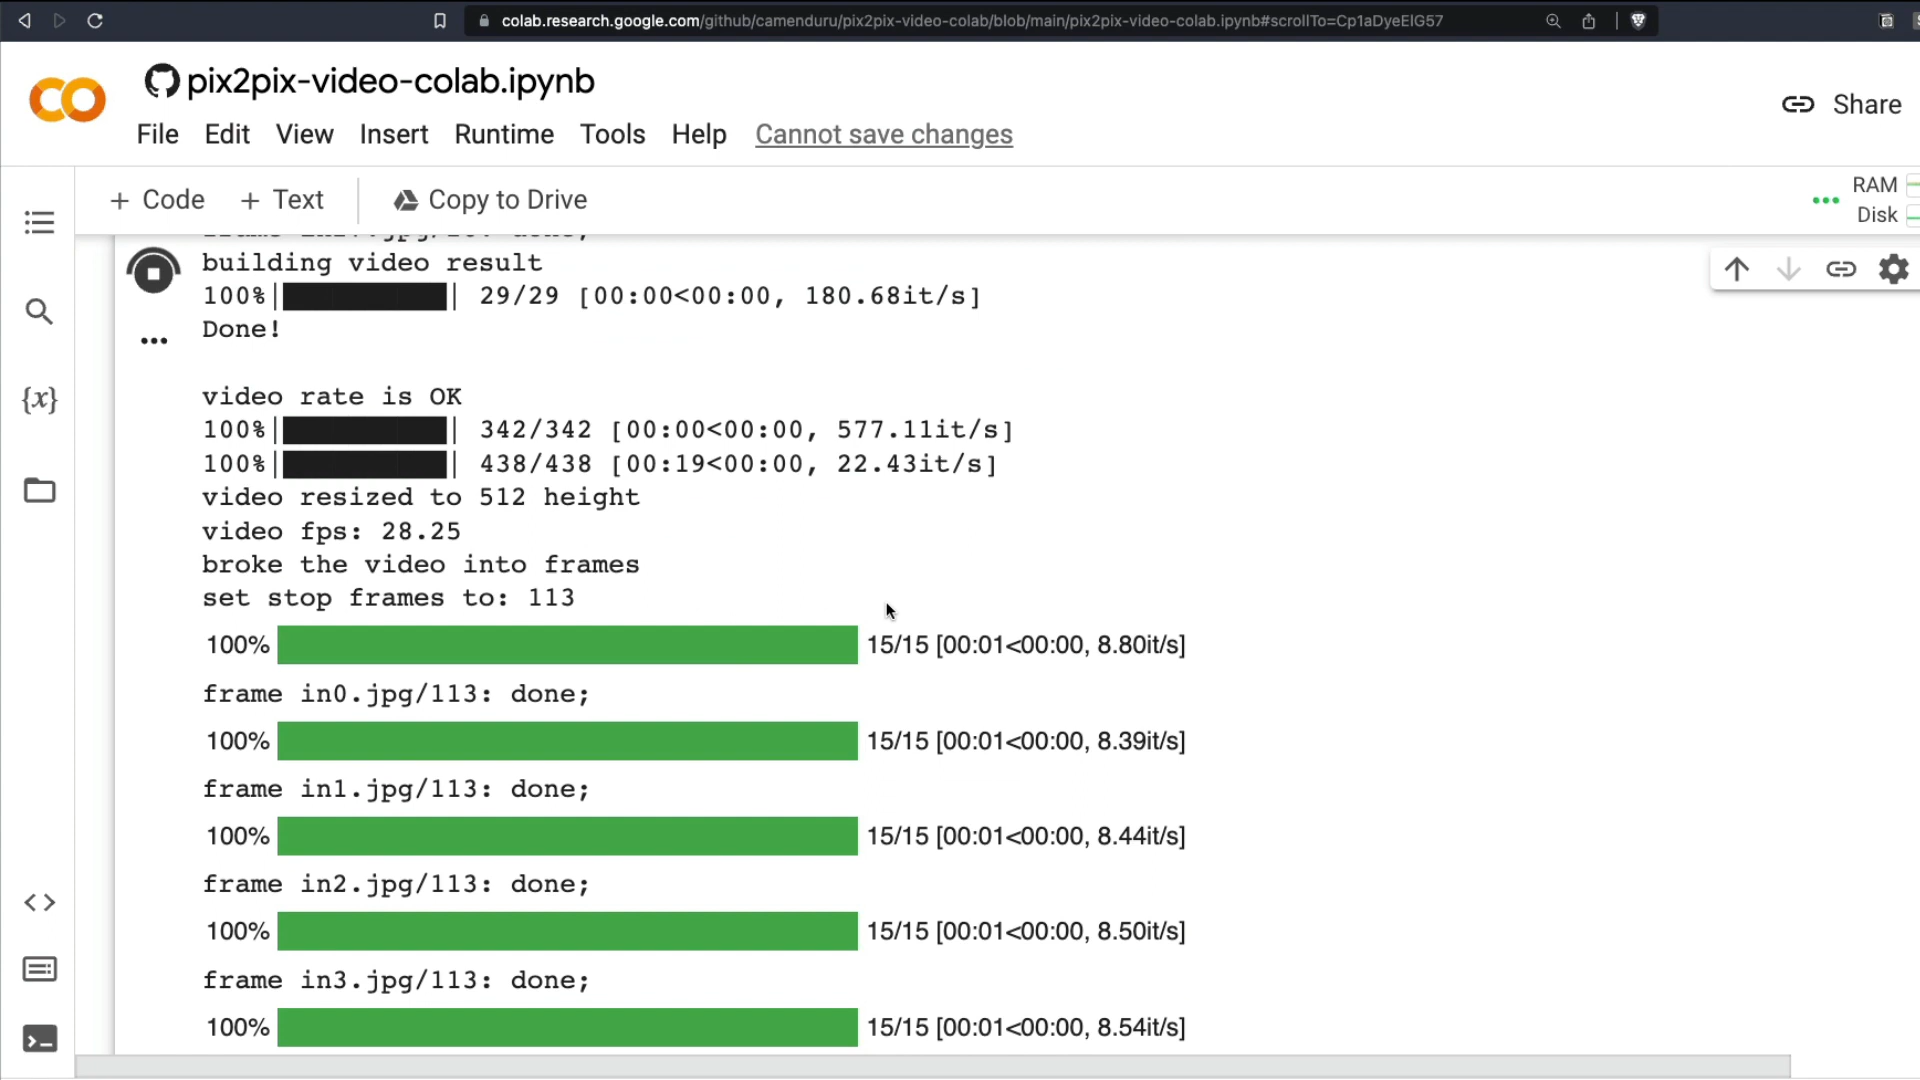 colab.research.google.com/github/camenduru/pix2pix-video-colab/blob/main/pix2pix-video-colab.ipynb#scrollTo=Cp1aDyeEIG57
pix2pix-video-colab.ipynb
Share
File Edit View Insert Runtime Tools Help Cannot save changes
+ Code + Text Copy to Drive
RAM
Disk
building video result
100%| 29/29 [00:00<00:00, 180.68it/s]
Done!
video rate is OK
100%| 342/342 [00:00<00:00, 577.11it/s]
100%| 438/438 [00:19<00:00, 22.43it/s]
video resized to 512 height
video fps: 28.25
broke the video into frames
set stop frames to: 113
100% 15/15 [00:01<00:00, 8.80it/s]
frame in0.jpg/113: done;
100% 15/15 [00:01<00:00, 8.39it/s]
frame in1.jpg/113: done;
100% 15/15 [00:01<00:00, 8.44it/s]
frame in2.jpg/113: done;
100% 15/15 [00:01<00:00, 8.50it/s]
frame in3.jpg/113: done;
100% 15/15 [00:01<00:00, 8.54it/s]